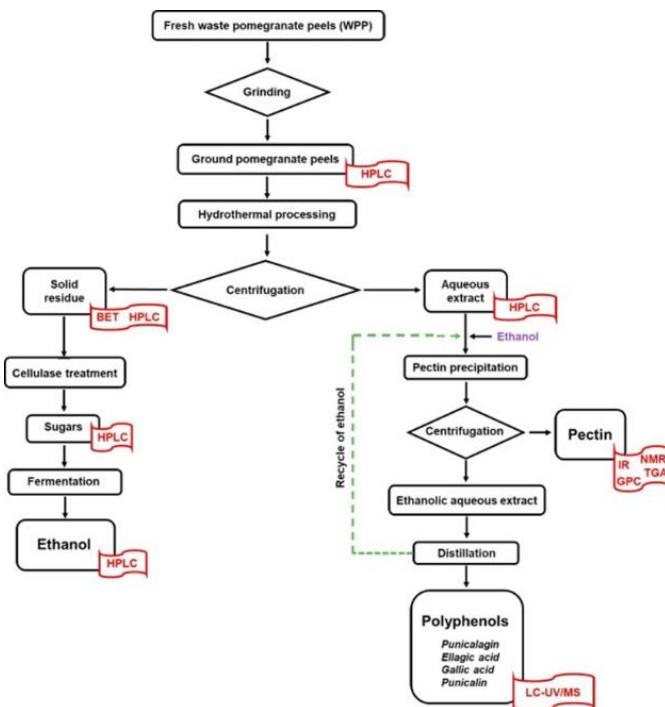 Fresh waste pomegranate peels (WPP)
Grinding
Ground pomegranate peels
HPLC
Hydrothermal processing
Centrifugation
Solid
residue
BET HPLC
Cellulase treatment
Sugars
HPLC
Fermentation
Ethanol
HPLC
Aqueous
extract
HPLC
Ethanol
Pectin precipitation
Recycle of ethanol
Centrifugation
Pectin
IR NMR
GPC TGA
Ethanolic aqueous extract
Distillation
Polyphenols
Punicalagin
Ellagic acid
Gallic acid
Punicalin
LC-UV/MS